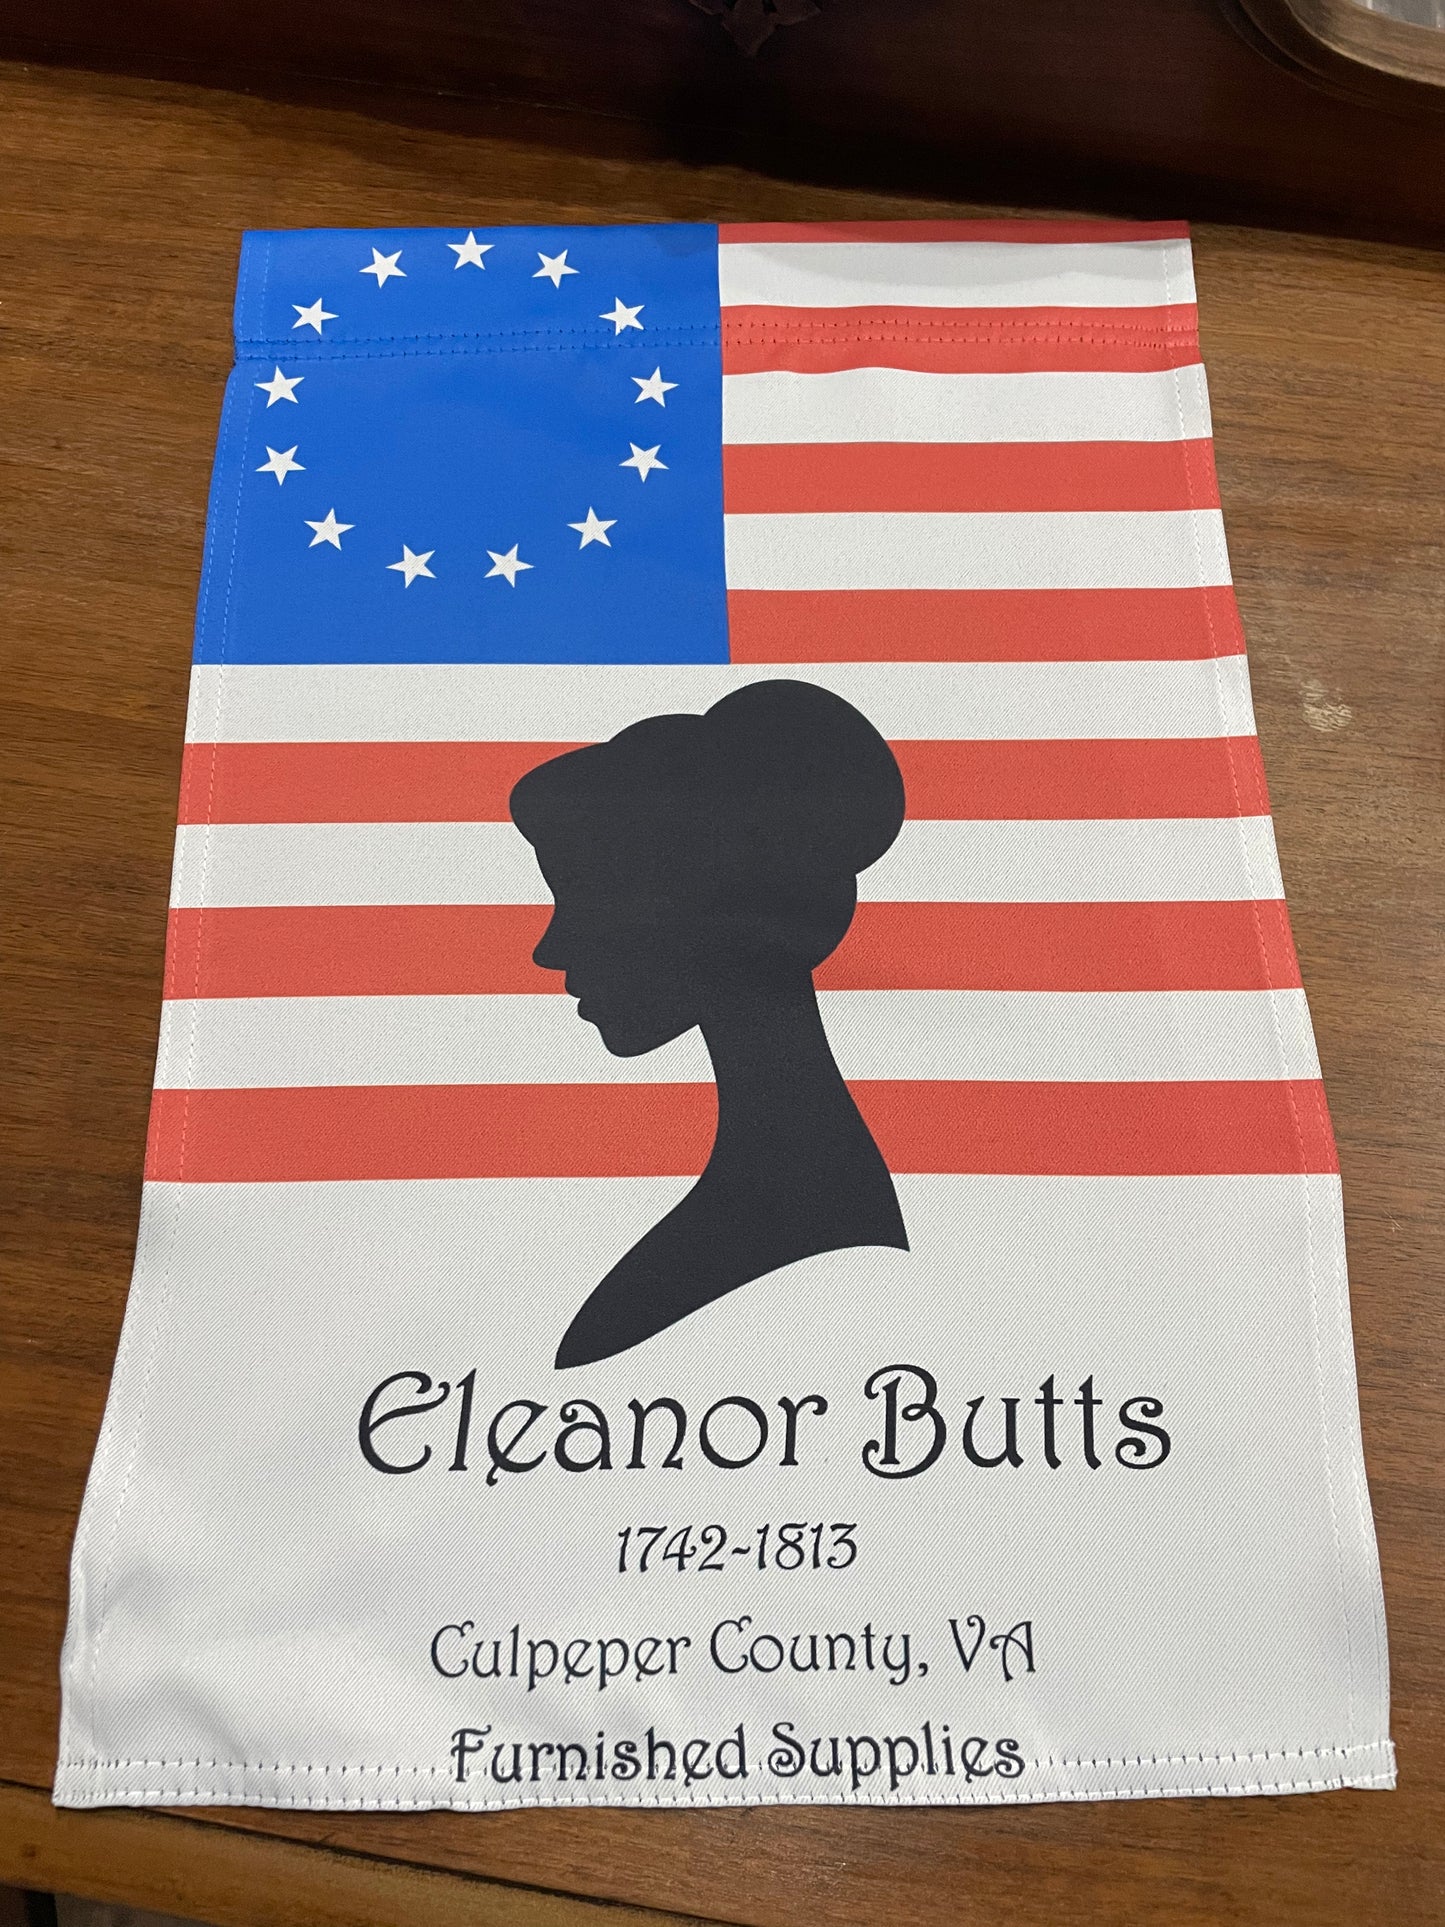 Eleanor Butts
1742~1813
Culpeper County, VA
Furnished Supplies